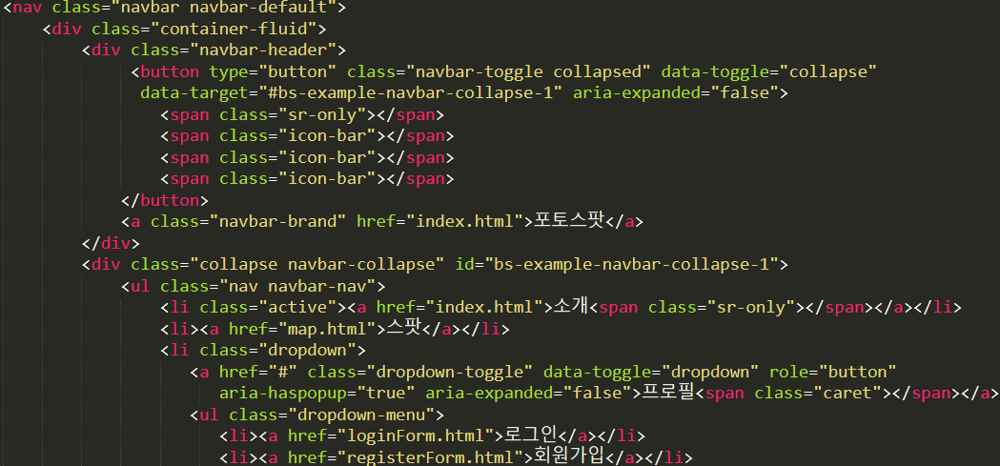 <nav class="navbar navbar-default">
<div class="container-fluid">
<div class="navbar-header">
<button type="button" class="navbar-toggle collapsed" data-toggle="collapse"
data-target="#bs-example-navbar-collapse-1" aria-expanded="false">
<span class="sr-only"></span>
<span class="icon-bar"></span>
<span class="icon-bar"></span>
<span class="icon-bar"></span>
</button>
<a class="navbar-brand" href="index.html">포토스팟</a>
</div>
<div class="collapse navbar-collapse" id="bs-example-navbar-collapse-1">
<ul class="nav navbar-nav">
<li class="active"><a href="index.html">소개<span class="sr-only"></span></a></li>
<li><a href="map.html">스팟</a></li>
<li class="dropdown">
<a href="#" class="dropdown-toggle" data-toggle="dropdown" role="button"
aria-haspopup="true" aria-expanded="false">프로필<span class="caret"></span></a>
<ul class="dropdown-menu">
<li><a href="loginForm.html">로그인</a></li>
<li><a href="registerForm.html">회원가입</a></li>